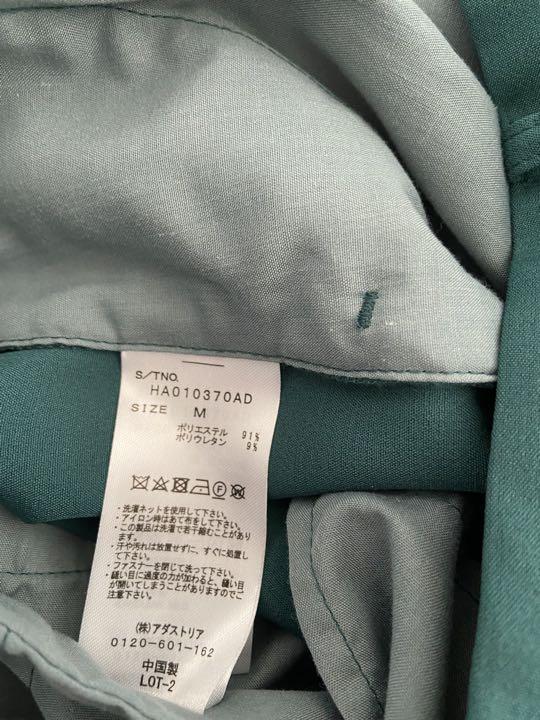 S/TNO.
HA010370AD
SIZE M
ポリエステル 91%
ポリウレタン 9%
・洗濯ネットを使用して下さい。
・アイロン時はあて布をして下さい。
・この製品は洗濯で若干縮むことがあり
ます。
・汗や汚れは放置せずに、すぐに処置し
て下さい。
・ファスナーを閉じて洗って下さい。
・縫い目に過度の力が加わると、縫い目
が開いてしまうことがありますのでご
注意下さい。
(株)アダストリア
0120-601-162
中国製
LOT-2